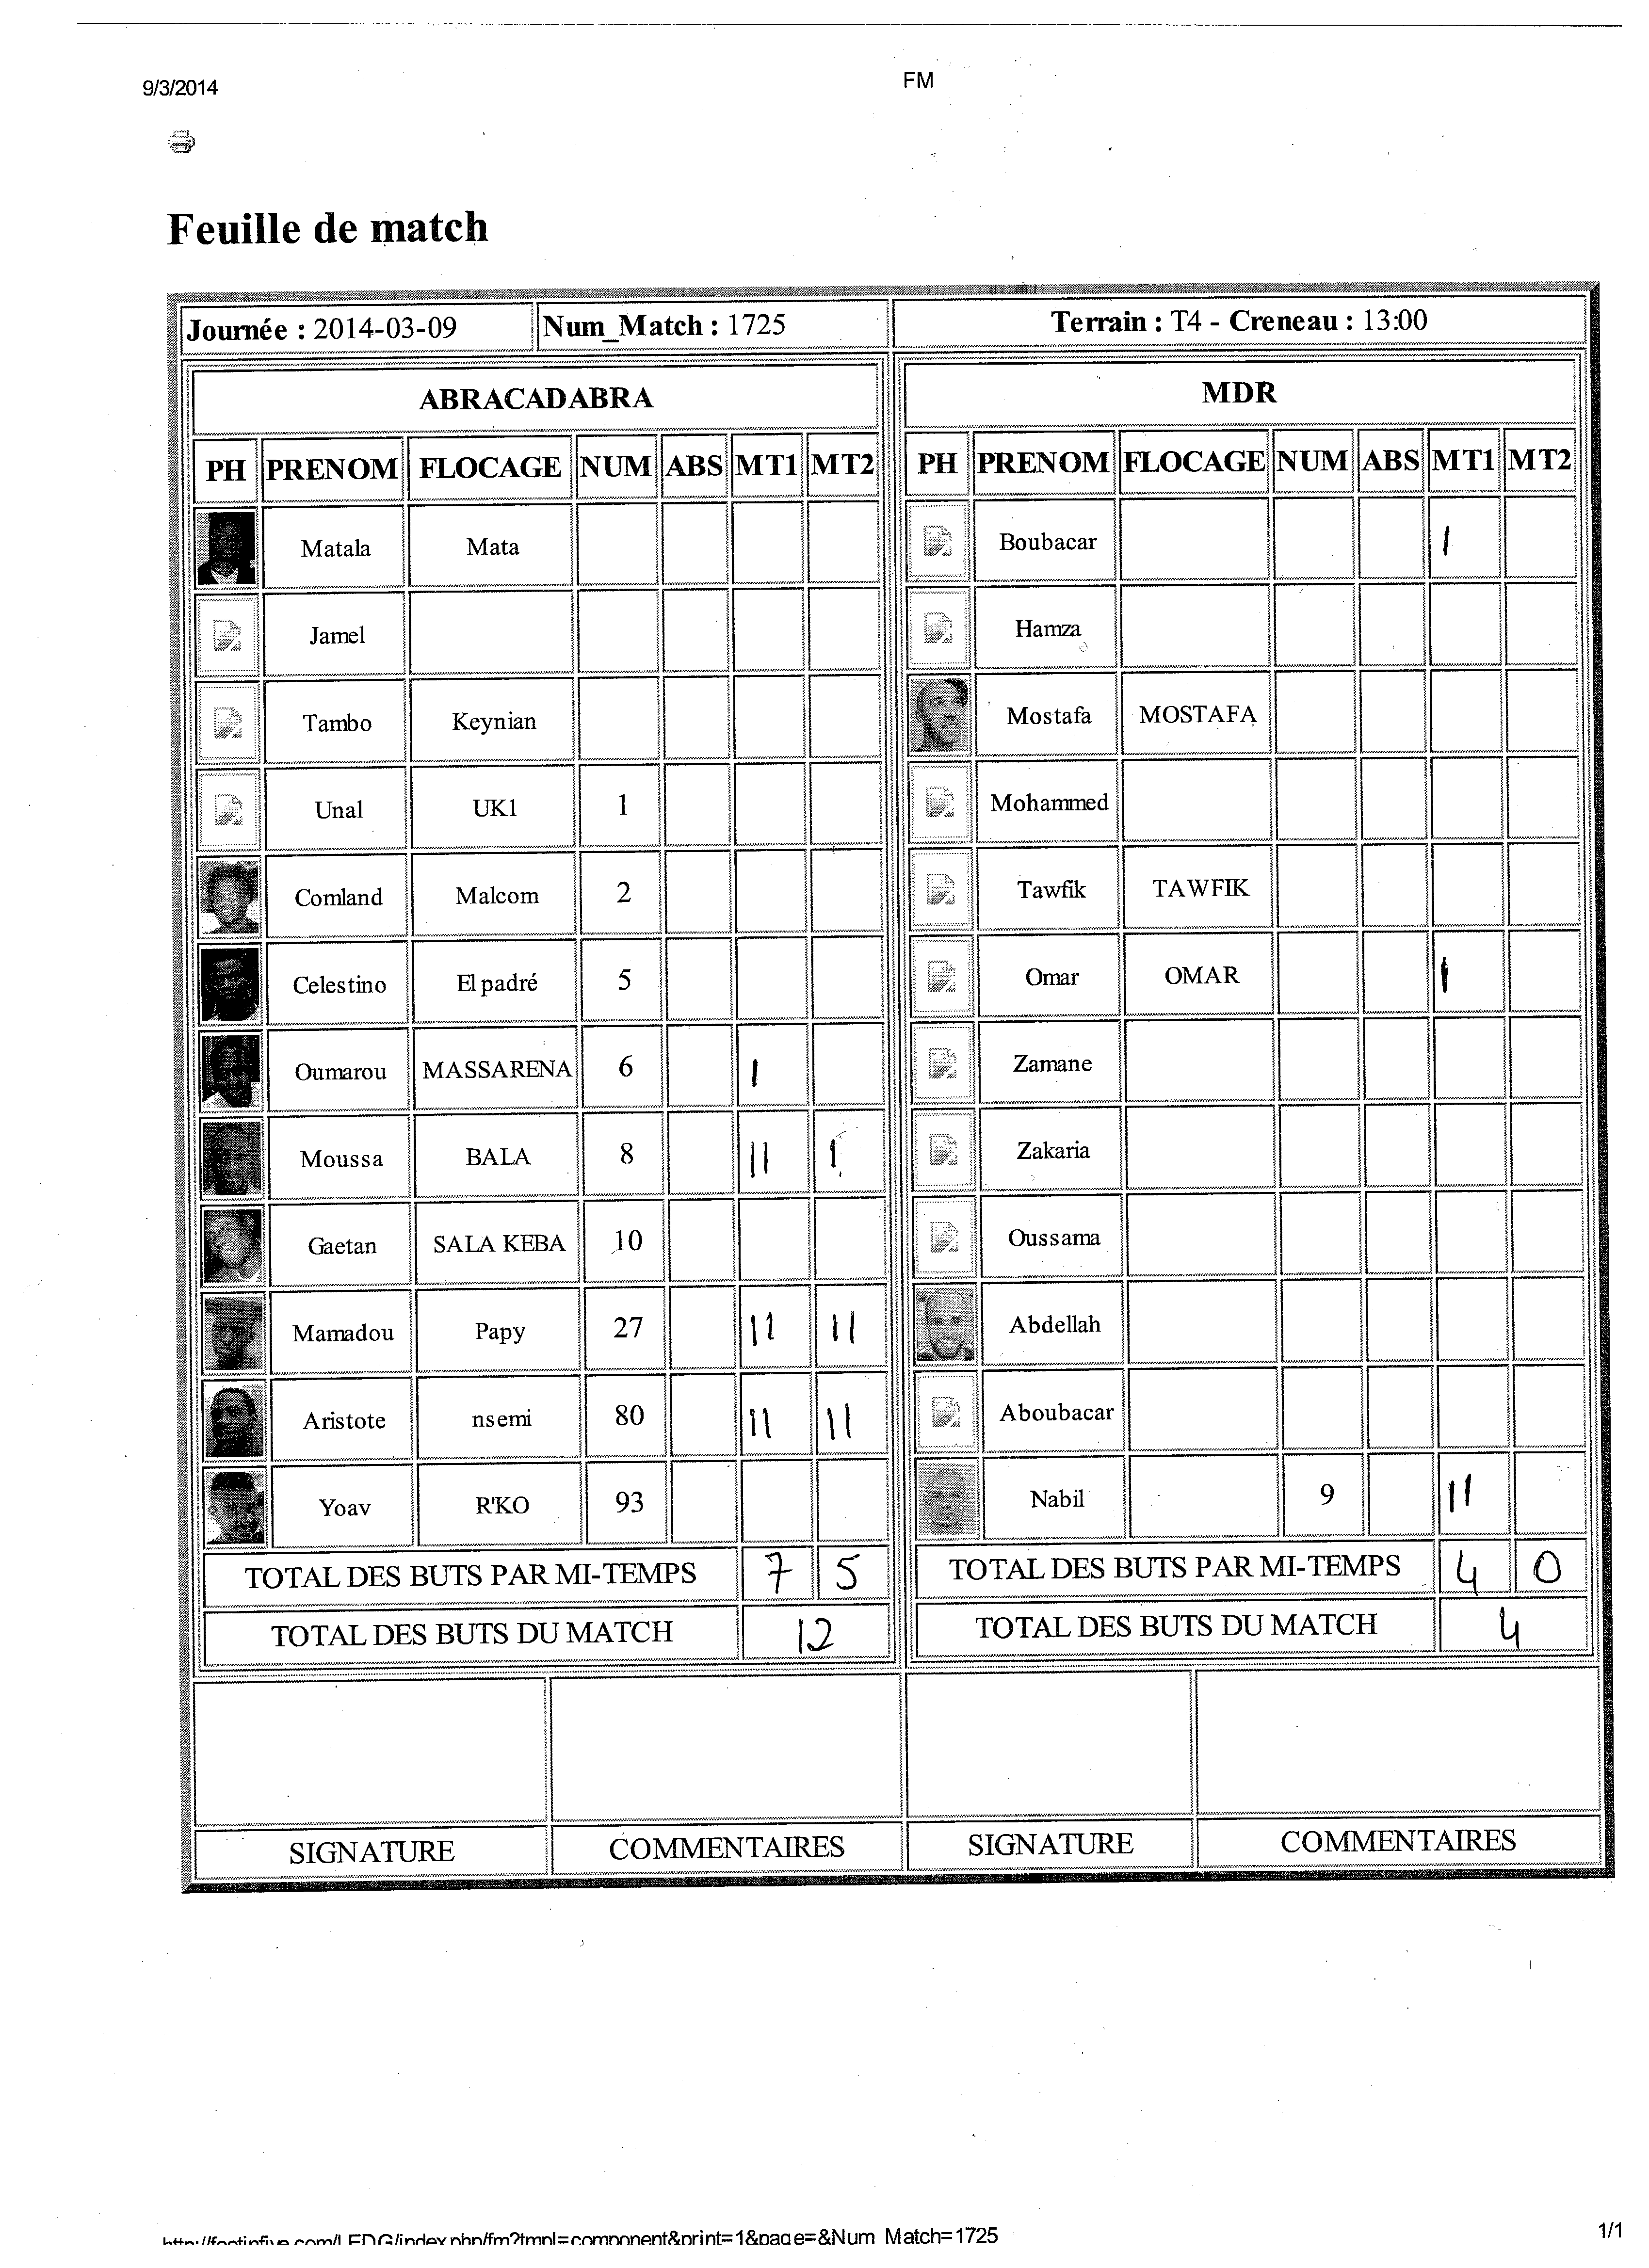 9/3/2014
FM
Feuille de match
Journée : 2014-03-09 Num_Match : 1725 Terrain : T4 - Creneau : 13:00
ABRACADABRA MDR
PH PRENOM FLOCAGE NUM ABS MT1 MT2 PH PRENOM FLOCAGE NUM ABS MT1 MT2
Matala Mata Boubacar I
Jamel Hamza
Tambo Keynian Mostafa MOSTAFA
Unal UK1 1 Mohammed
Comland Malcom 2 Tawfik TAWFIK
Celestino El padré 5 Omar OMAR I
Oumarou MASSARENA 6 I Zamane
Moussa BALA 8 II I Zakaria
Gaetan SALA KEBA 10 Oussama
Mamadou Papy 27 II II Abdellah
Aristote nsemi 80 II II Aboubacar
Yoav R'KO 93 Nabil 9 II
TOTAL DES BUTS PAR MI-TEMPS 7 5 TOTAL DES BUTS PAR MI-TEMPS 4 0
TOTAL DES BUTS DU MATCH 12 TOTAL DES BUTS DU MATCH 4
SIGNATURE COMMENTAIRES SIGNATURE COMMENTAIRES
http://footinfive.com/LEDG/index.php/fm?tmpl=component&print=1&page=&Num_Match=1725 1/1